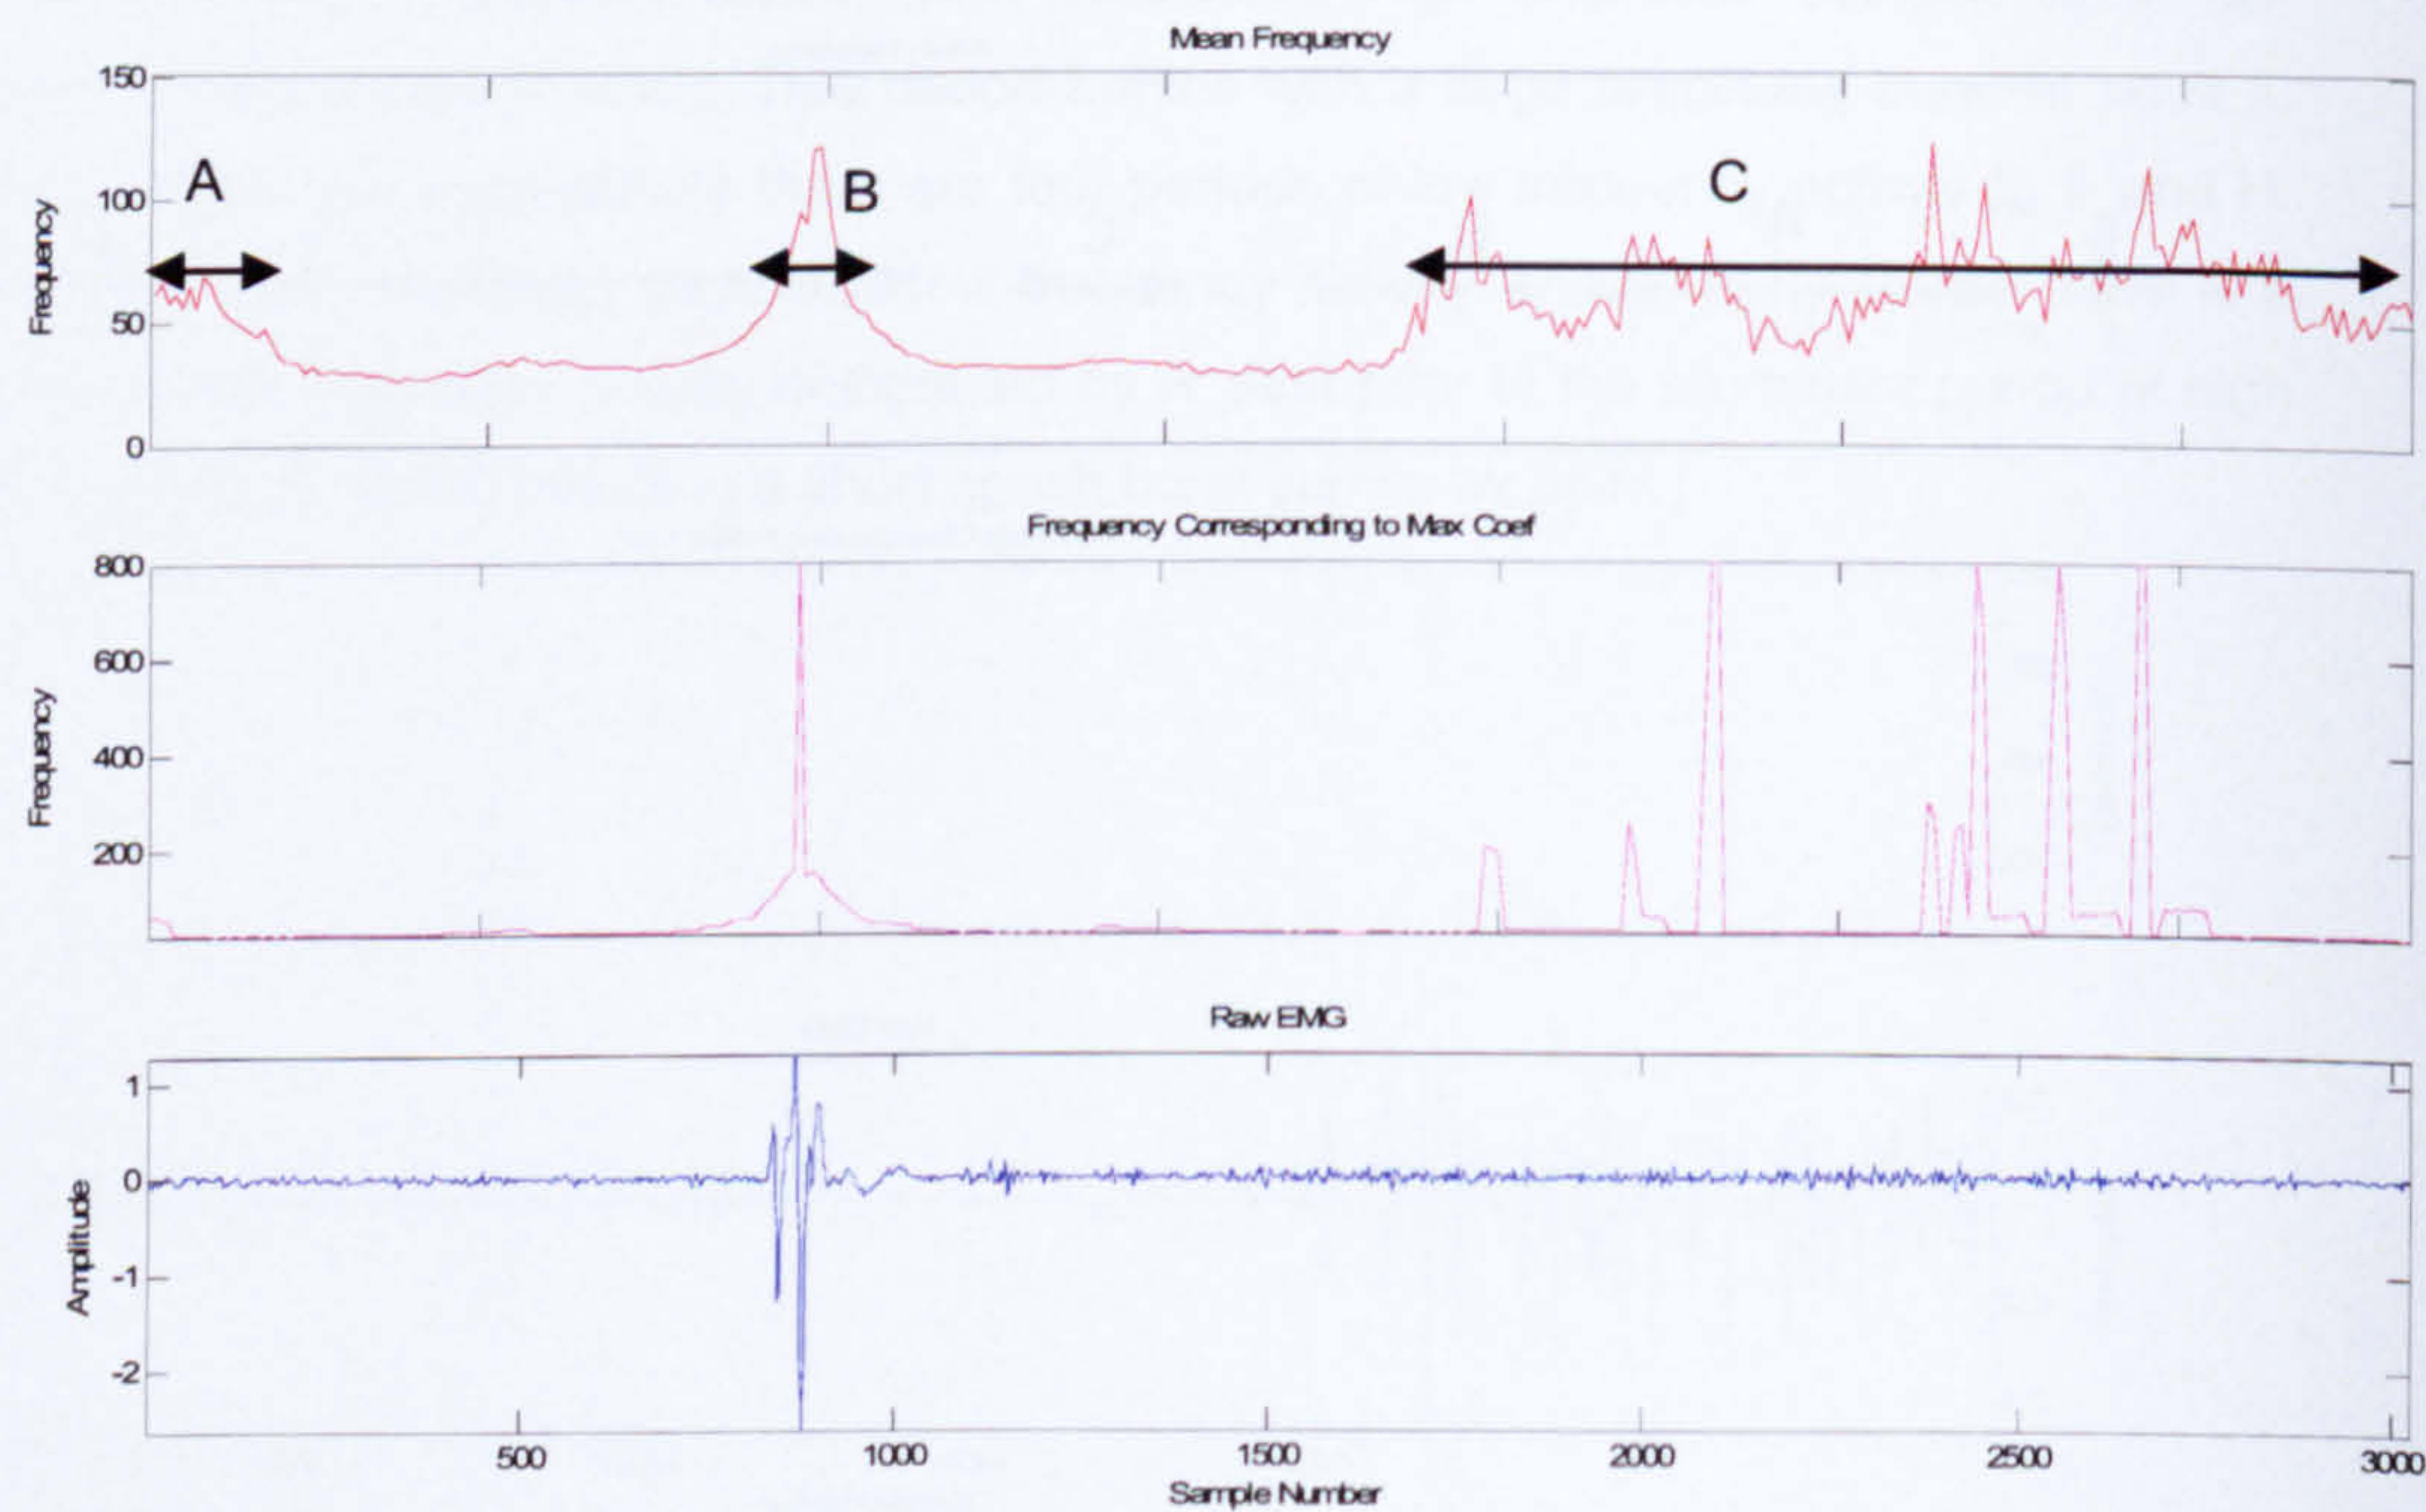 Mean Frequency
150
100
50
0
Frequency
A
B
C
Frequency Corresponding to Max Coef
800
600
400
200
Frequency
Raw EMG
1
0
-1
-2
Amplitude
500 1000 1500 2000 2500 3000
Sample Number